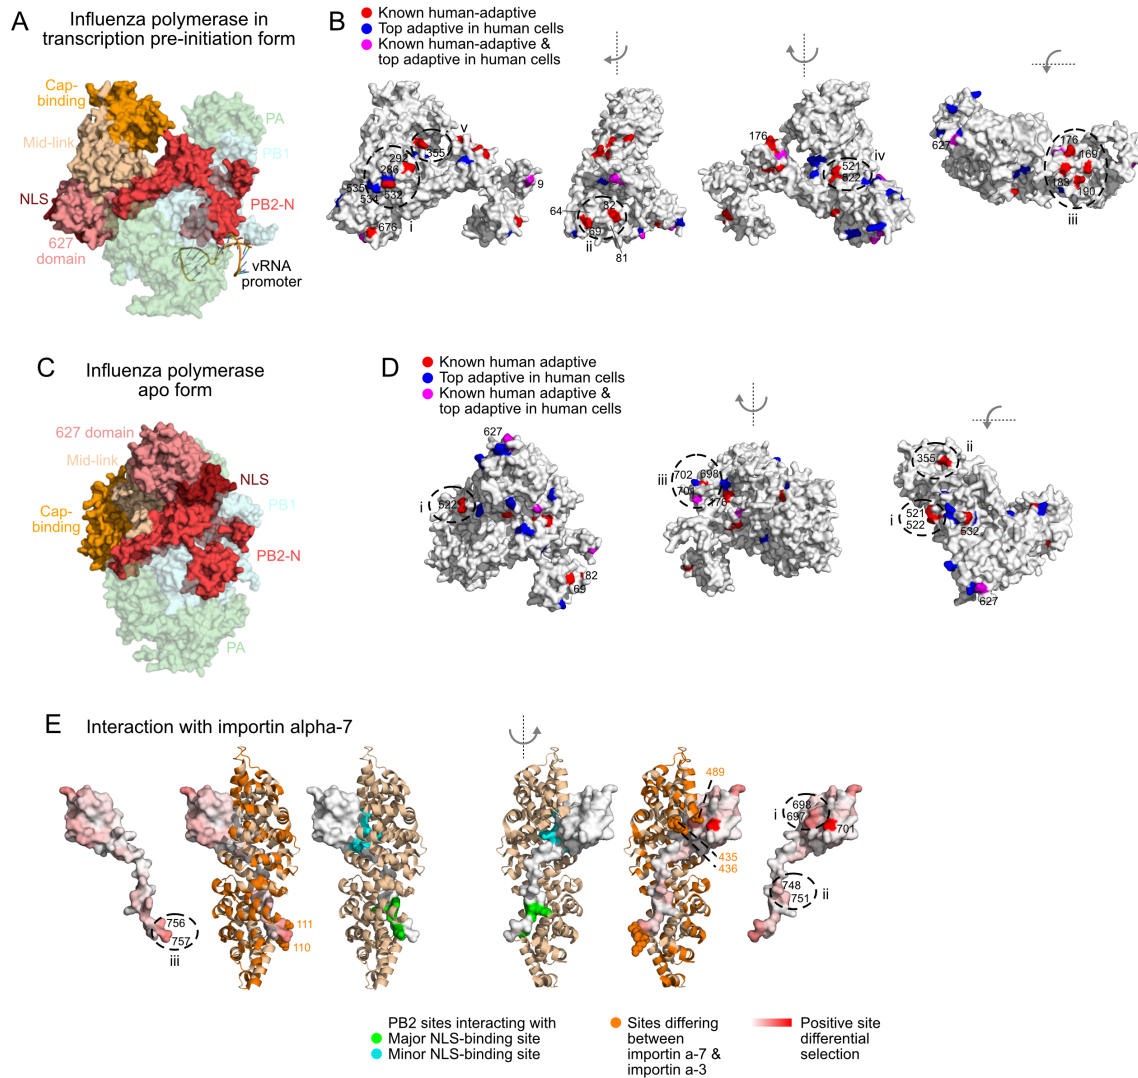 A
Influenza polymerase in
transcription pre-initiation form
Cap-
binding
PA
Mid-link
PB1
NLS
PB2-N
627
domain
vRNA
promoter
B
Known human-adaptive
Top adaptive in human cells
Known human-adaptive &
top adaptive in human cells
v
355
292
286
535
534
532
i
676
9
64
82
69
ii
81
176
iv
521
522
627
176
169
183
190
iii
C
Influenza polymerase
apo form
627 domain
Mid-link
NLS
Cap-
binding
PB1
PB2-N
PA
D
Known human adaptive
Top adaptive in human cells
Known human adaptive &
top adaptive in human cells
627
i
522
82
69
iii
702
698
701
176
ii
355
i
521
522
532
627
E
Interaction with importin alpha-7
756
757
iii
111
110
489
435
436
i
698
697
701
748
751
ii
PB2 sites interacting with
Major NLS-binding site
Minor NLS-binding site
Sites differing
between
importin a-7 &
importin a-3
Positive site
differential
selection